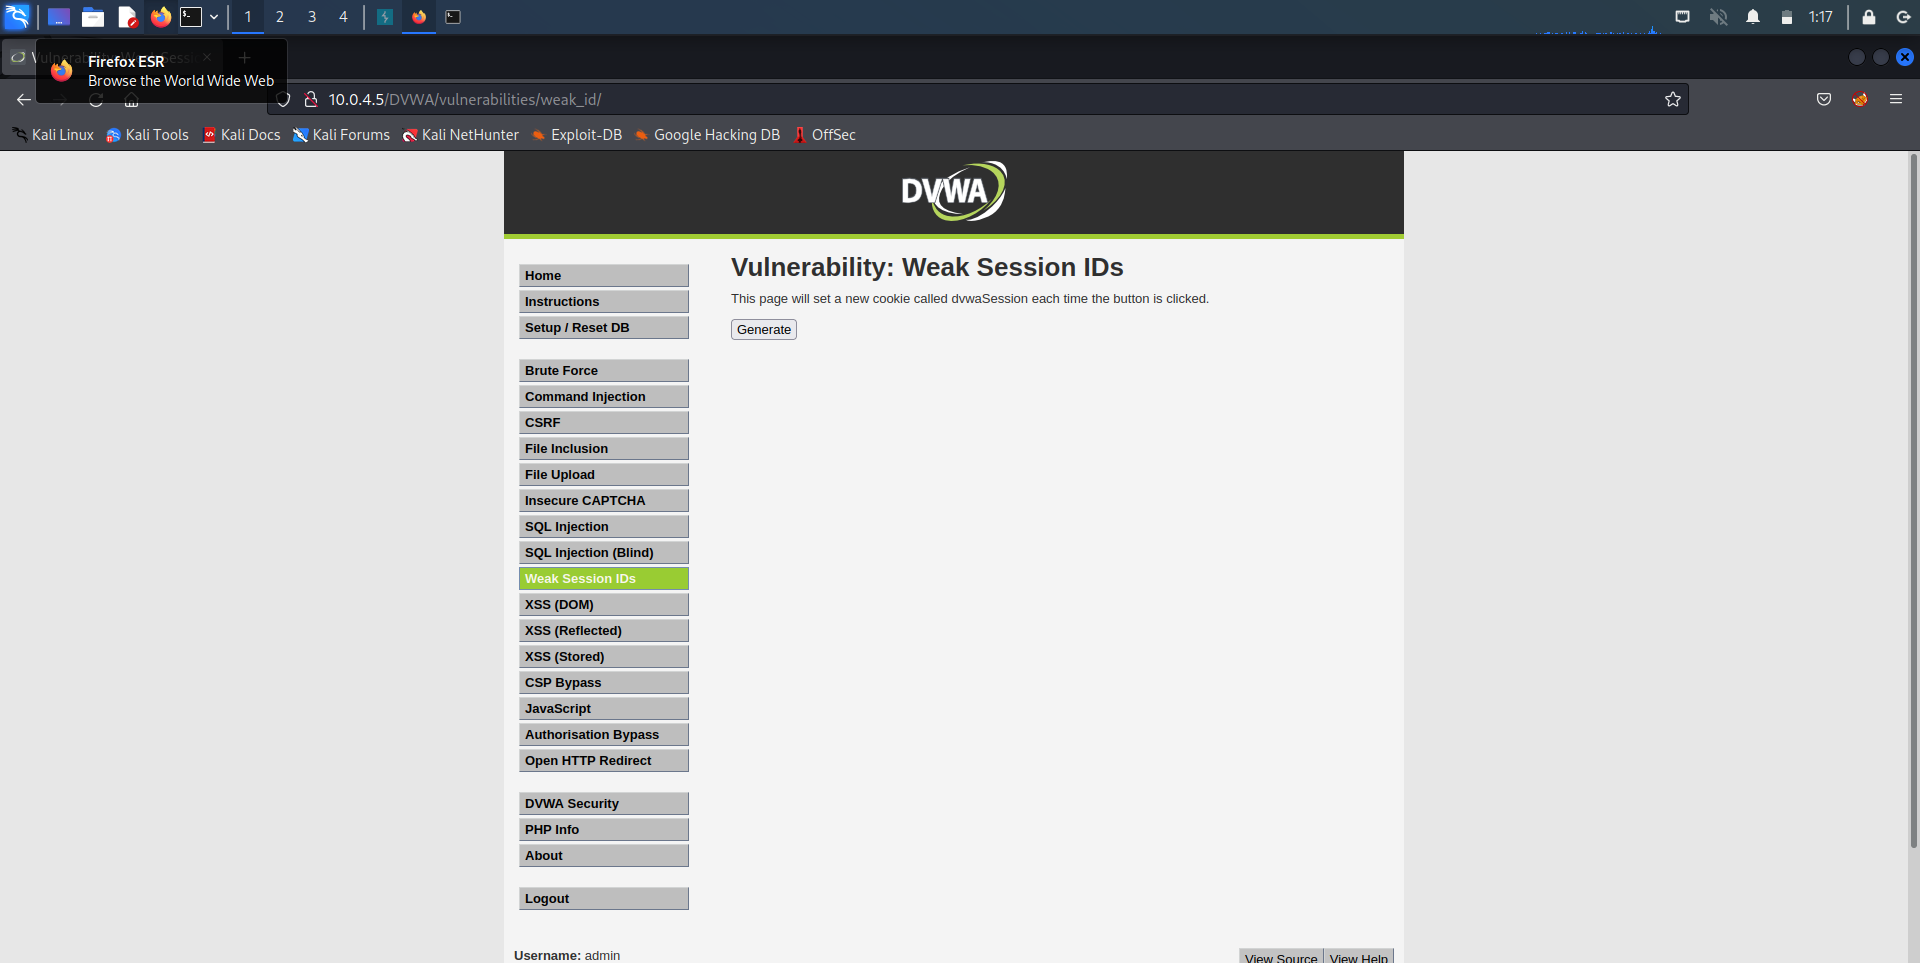 1 2 3 4
1:17
Firefox ESR
Browse the World Wide Web
10.0.4.5/DVWA/vulnerabilities/weak_id/
Kali Linux Kali Tools Kali Docs Kali Forums Kali NetHunter Exploit-DB Google Hacking DB OffSec
DVWA
Home
Instructions
Setup / Reset DB
Brute Force
Command Injection
CSRF
File Inclusion
File Upload
Insecure CAPTCHA
SQL Injection
SQL Injection (Blind)
Weak Session IDs
XSS (DOM)
XSS (Reflected)
XSS (Stored)
CSP Bypass
JavaScript
Authorisation Bypass
Open HTTP Redirect
DVWA Security
PHP Info
About
Logout
Vulnerability: Weak Session IDs
This page will set a new cookie called dvwaSession each time the button is clicked.
Generate
Username: admin
View Source View Help